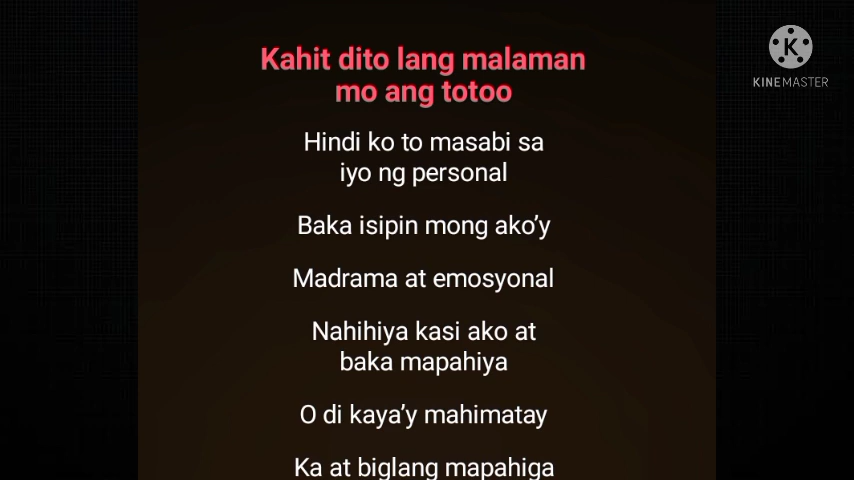 Kahit dito lang malaman
mo ang totoo
Hindi ko to masabi sa
iyo ng personal
Baka isipin mong ako’y
Madrama at emosyonal
Nahihiya kasi ako at
baka mapahiya
O di kaya’y mahimatay
Ka at biglang mapahiga
K
KINEMASTER